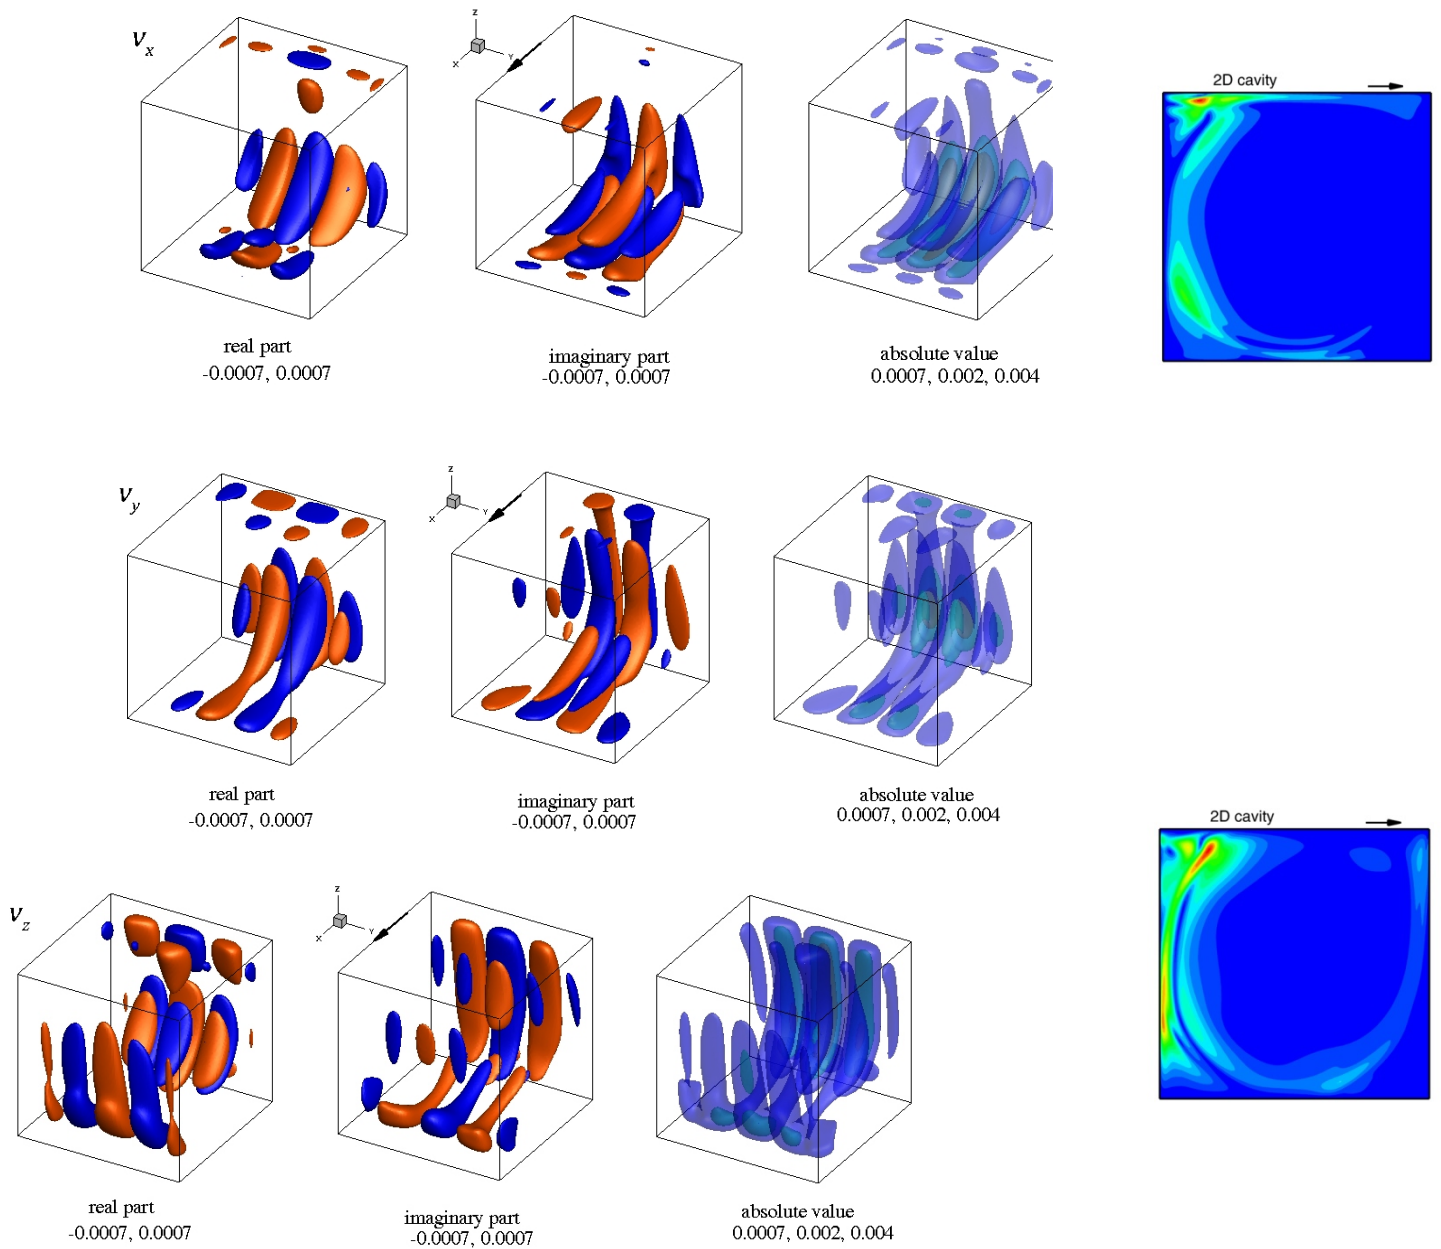 Vx
z
x
Y
2D cavity
real part
-0.0007, 0.0007
imaginary part
-0.0007, 0.0007
absolute value
0.0007, 0.002, 0.004
Vy
z
x
Y
real part
-0.0007, 0.0007
imaginary part
-0.0007, 0.0007
absolute value
0.0007, 0.002, 0.004
2D cavity
Vz
z
x
Y
real part
-0.0007, 0.0007
imaginary part
-0.0007, 0.0007
absolute value
0.0007, 0.002, 0.004